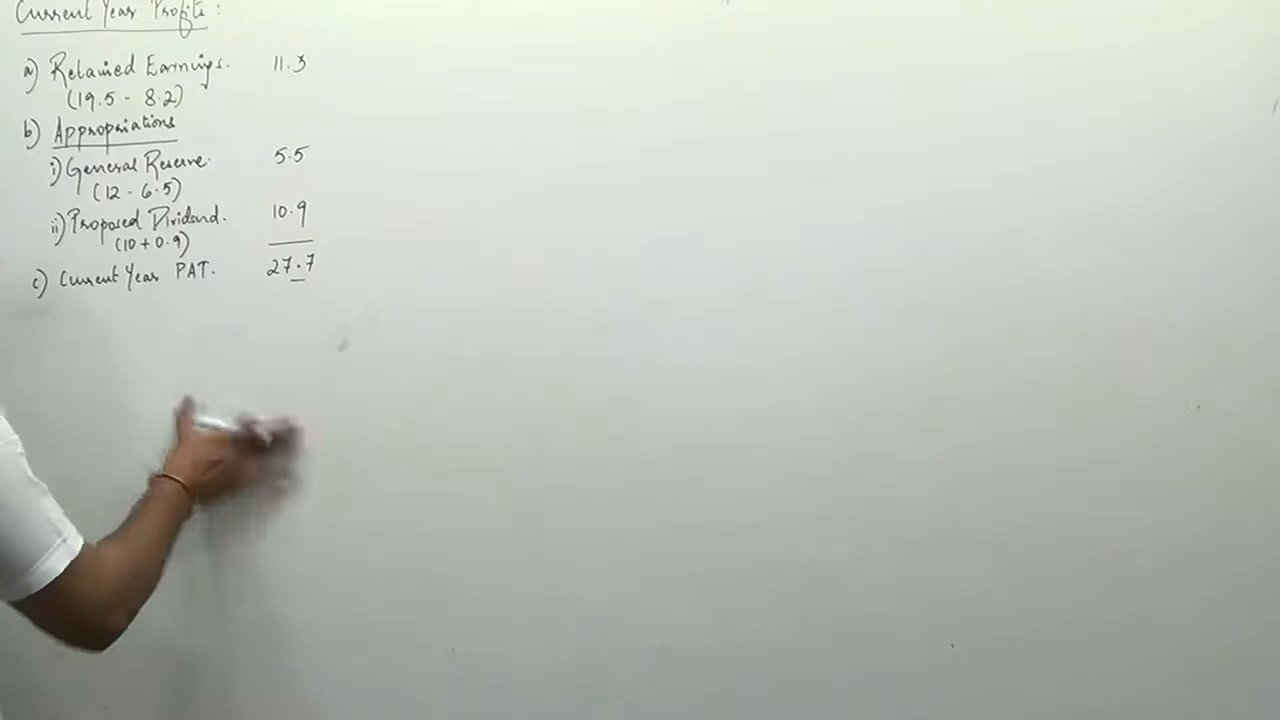 Current Year Profits :
a) Retained Earnings. 11.3
(19.5 - 8.2)
b) Appropriations
i) General Reserve. 5.5
(12 - 6.5)
ii) Proposed Dividend. 10.9
(10 + 0.9)
c) Current Year PAT. 27.7